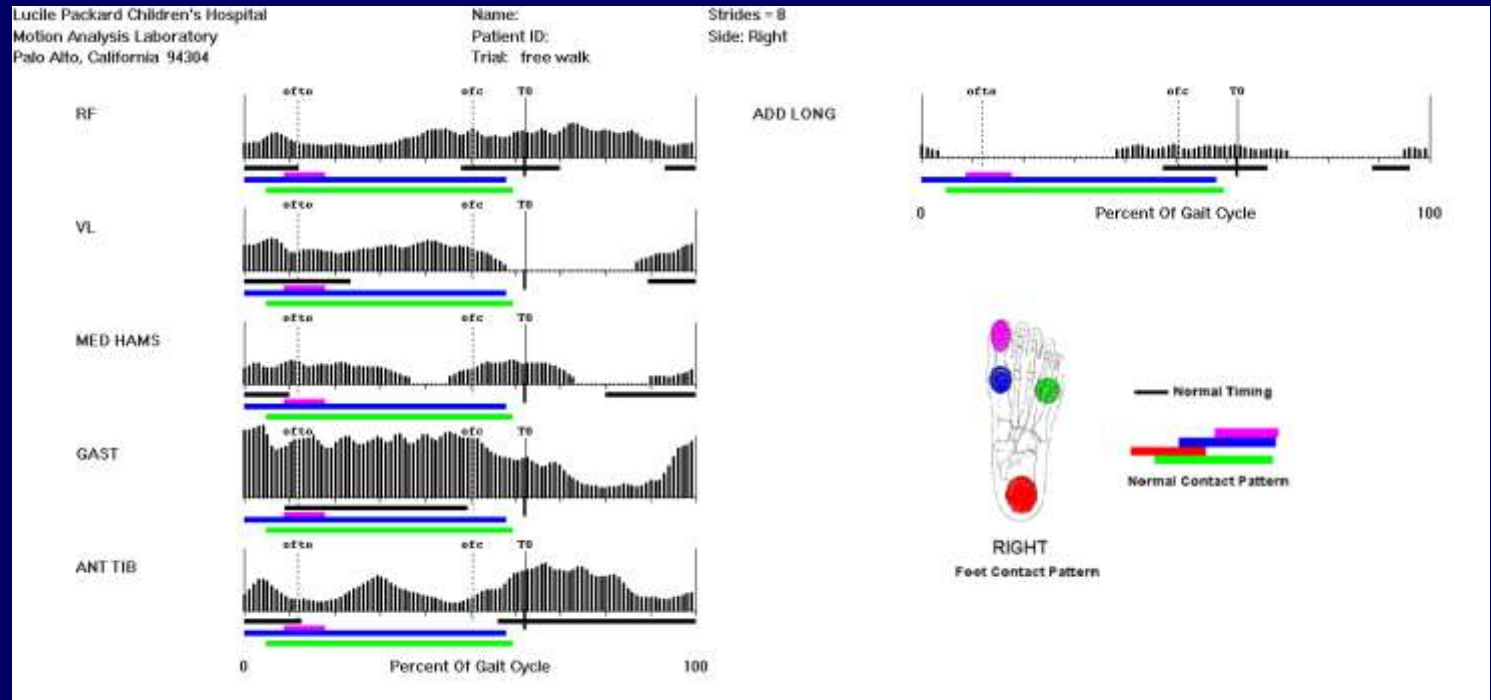 Lucile Packard Children's Hospital
Motion Analysis Laboratory
Palo Alto, California 94304
Name:
Patient ID:
Trial: free walk
Strides = 8
Side: Right
RF
ofto ofc TO
VL
ofto ofc TO
MED HAMS
ofto ofc TO
GAST
ofto ofc TO
ANT TIB
ofto ofc TO
0 Percent Of Gait Cycle 100
ADD LONG
ofto ofc TO
0 Percent Of Gait Cycle 100
Normal Timing
Normal Contact Pattern
RIGHT
Foot Contact Pattern